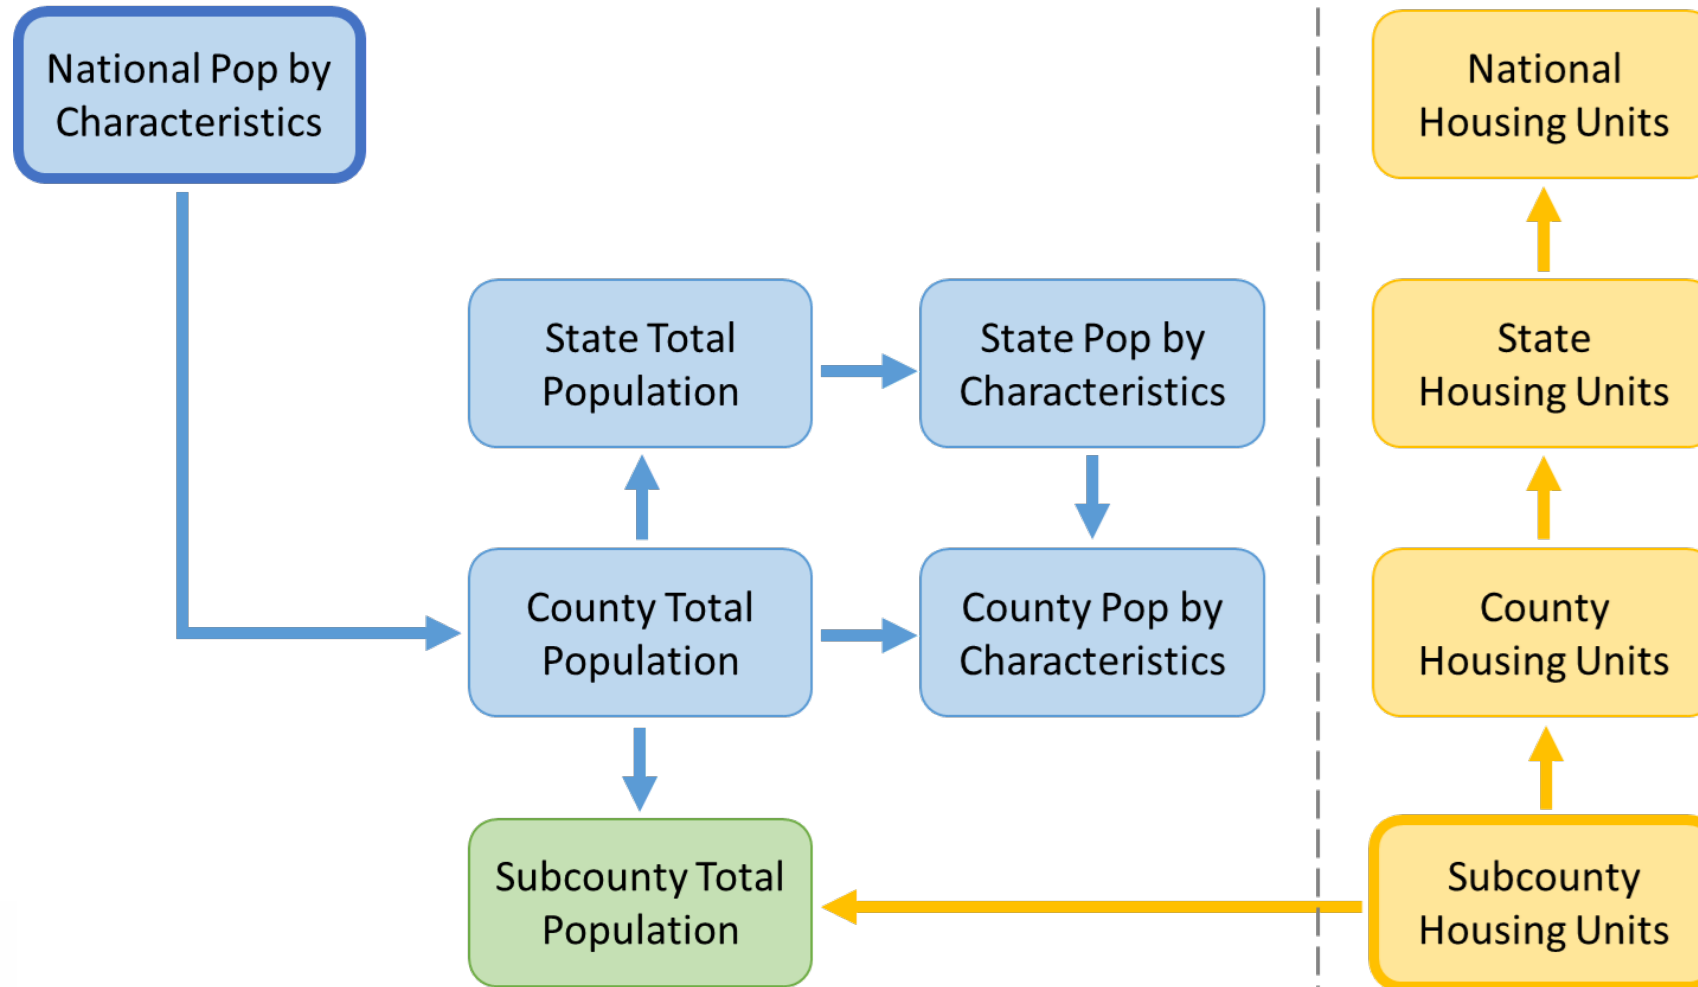 National Pop by
Characteristics
National
Housing Units
State Total
Population
State Pop by
Characteristics
State
Housing Units
County Total
Population
County Pop by
Characteristics
County
Housing Units
Subcounty Total
Population
Subcounty
Housing Units